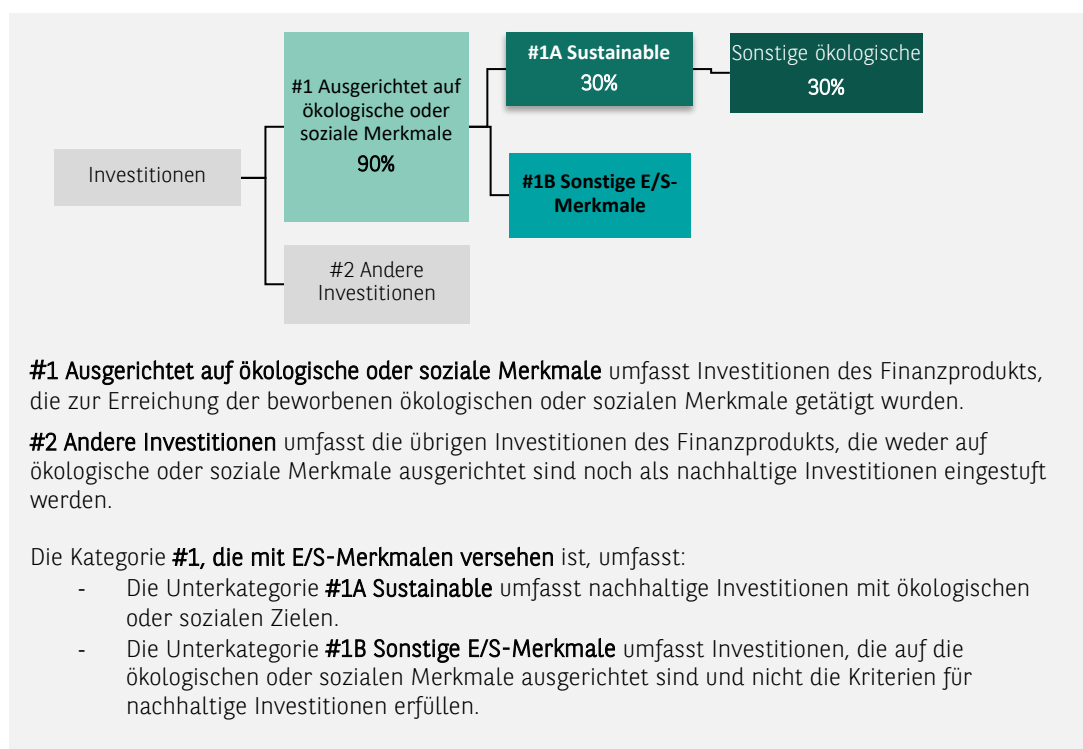 #1A Sustainable
30%
Sonstige ökologische
30%
#1 Ausgerichtet auf
ökologische oder
soziale Merkmale
90%
Investitionen
#1B Sonstige E/S-
Merkmale
#2 Andere
Investitionen
#1 Ausgerichtet auf ökologische oder soziale Merkmale umfasst Investitionen des Finanzprodukts,
die zur Erreichung der beworbenen ökologischen oder sozialen Merkmale getätigt wurden.
#2 Andere Investitionen umfasst die übrigen Investitionen des Finanzprodukts, die weder auf
ökologische oder soziale Merkmale ausgerichtet sind noch als nachhaltige Investitionen eingestuft
werden.
Die Kategorie #1, die mit E/S-Merkmalen versehen ist, umfasst:
- Die Unterkategorie #1A Sustainable umfasst nachhaltige Investitionen mit ökologischen
oder sozialen Zielen.
- Die Unterkategorie #1B Sonstige E/S-Merkmale umfasst Investitionen, die auf die
ökologischen oder sozialen Merkmale ausgerichtet sind und nicht die Kriterien für
nachhaltige Investitionen erfüllen.